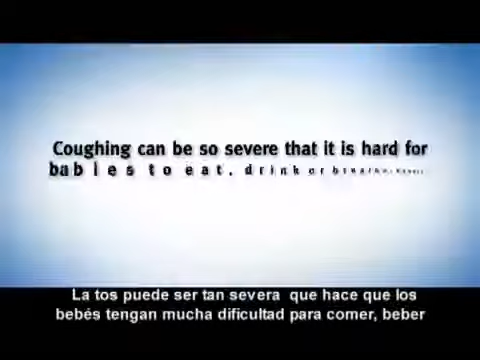 Coughing can be so severe that it is hard for
babies to eat, drink or
La tos puede ser tan severa que hace que los
bebés tengan mucha dificultad para comer, beber